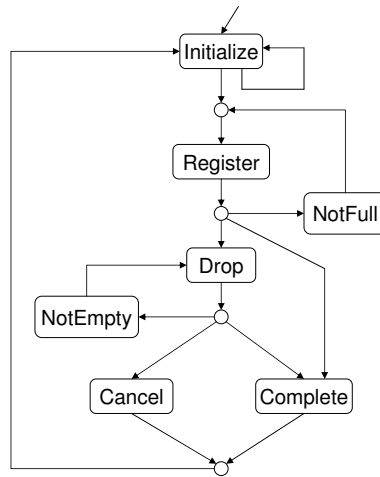 Initialize
Register
NotFull
Drop
NotEmpty
Cancel
Complete